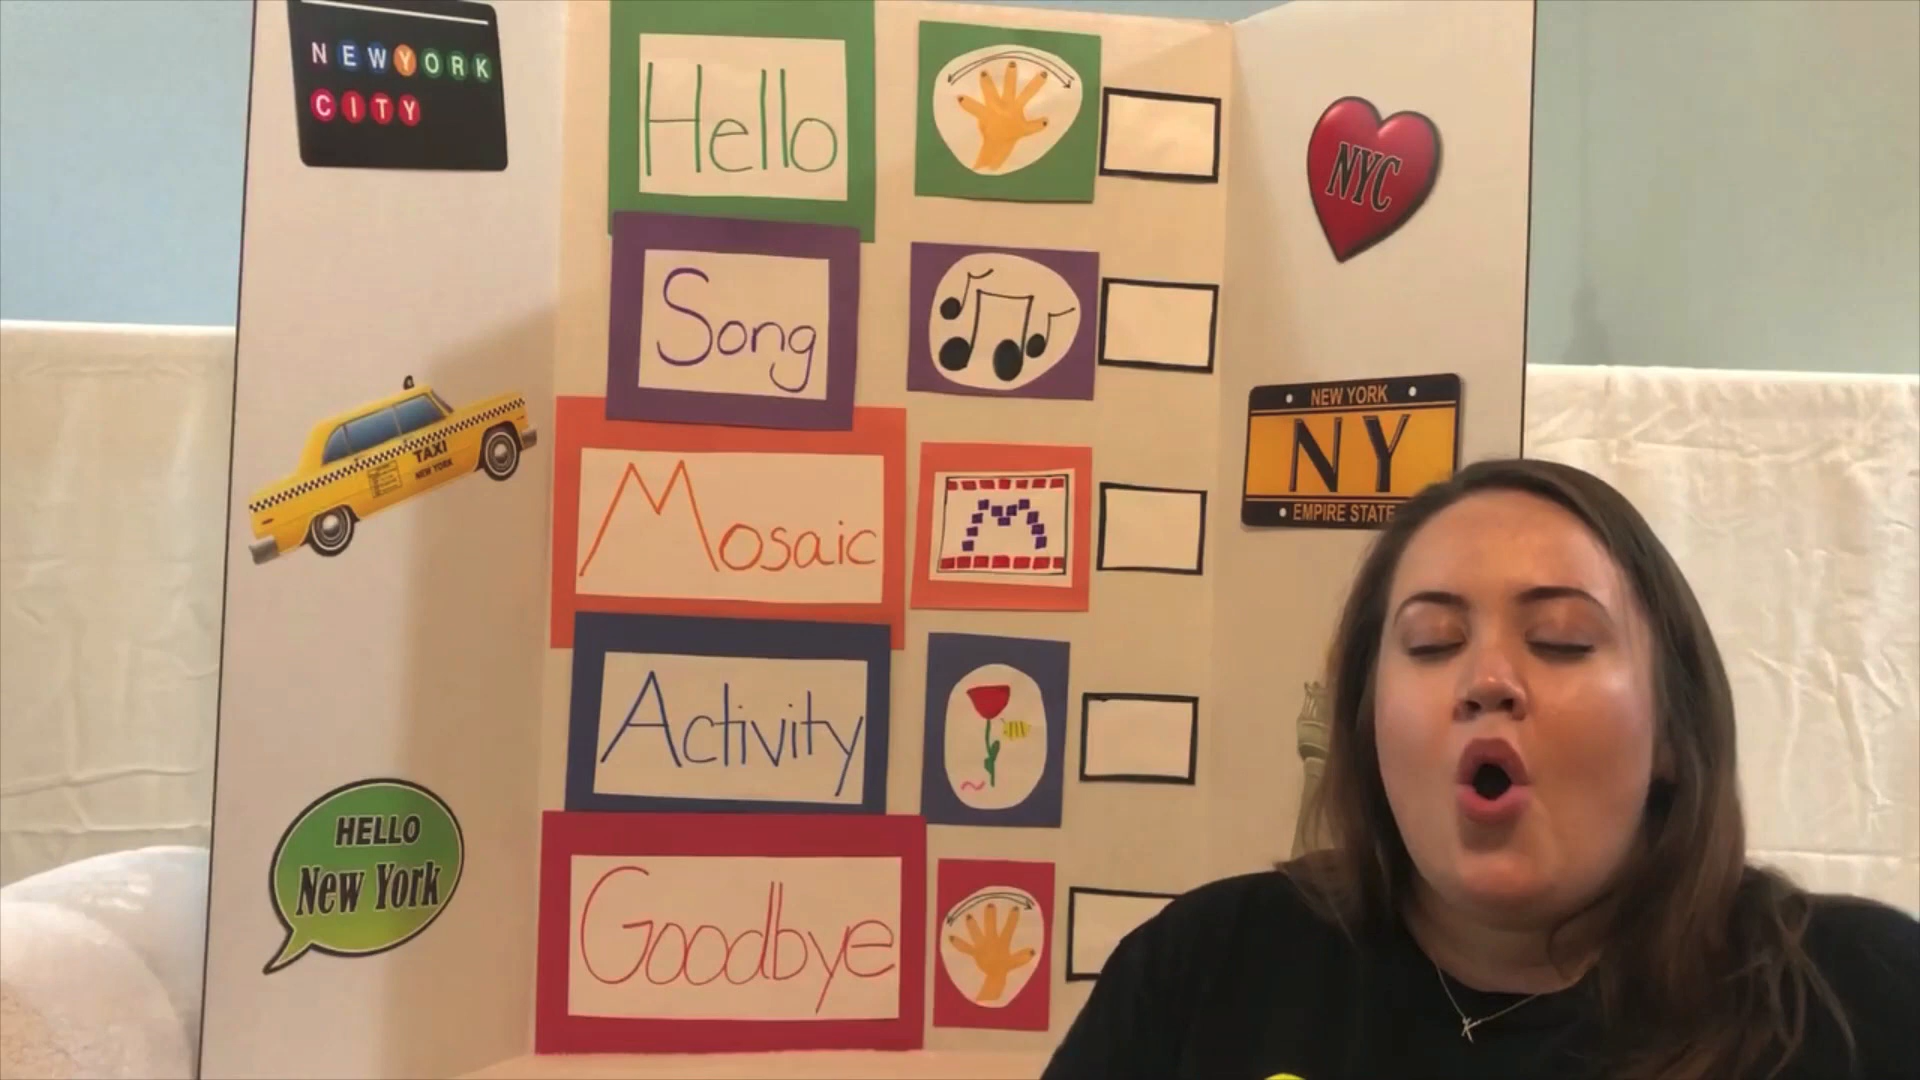 NEW YORK
CITY
TAXI
NEW YORK
HELLO
New York
Hello
Song
Mosaic
M
Activity
Goodbye
NYC
NEW YORK
NY
EMPIRE STATE